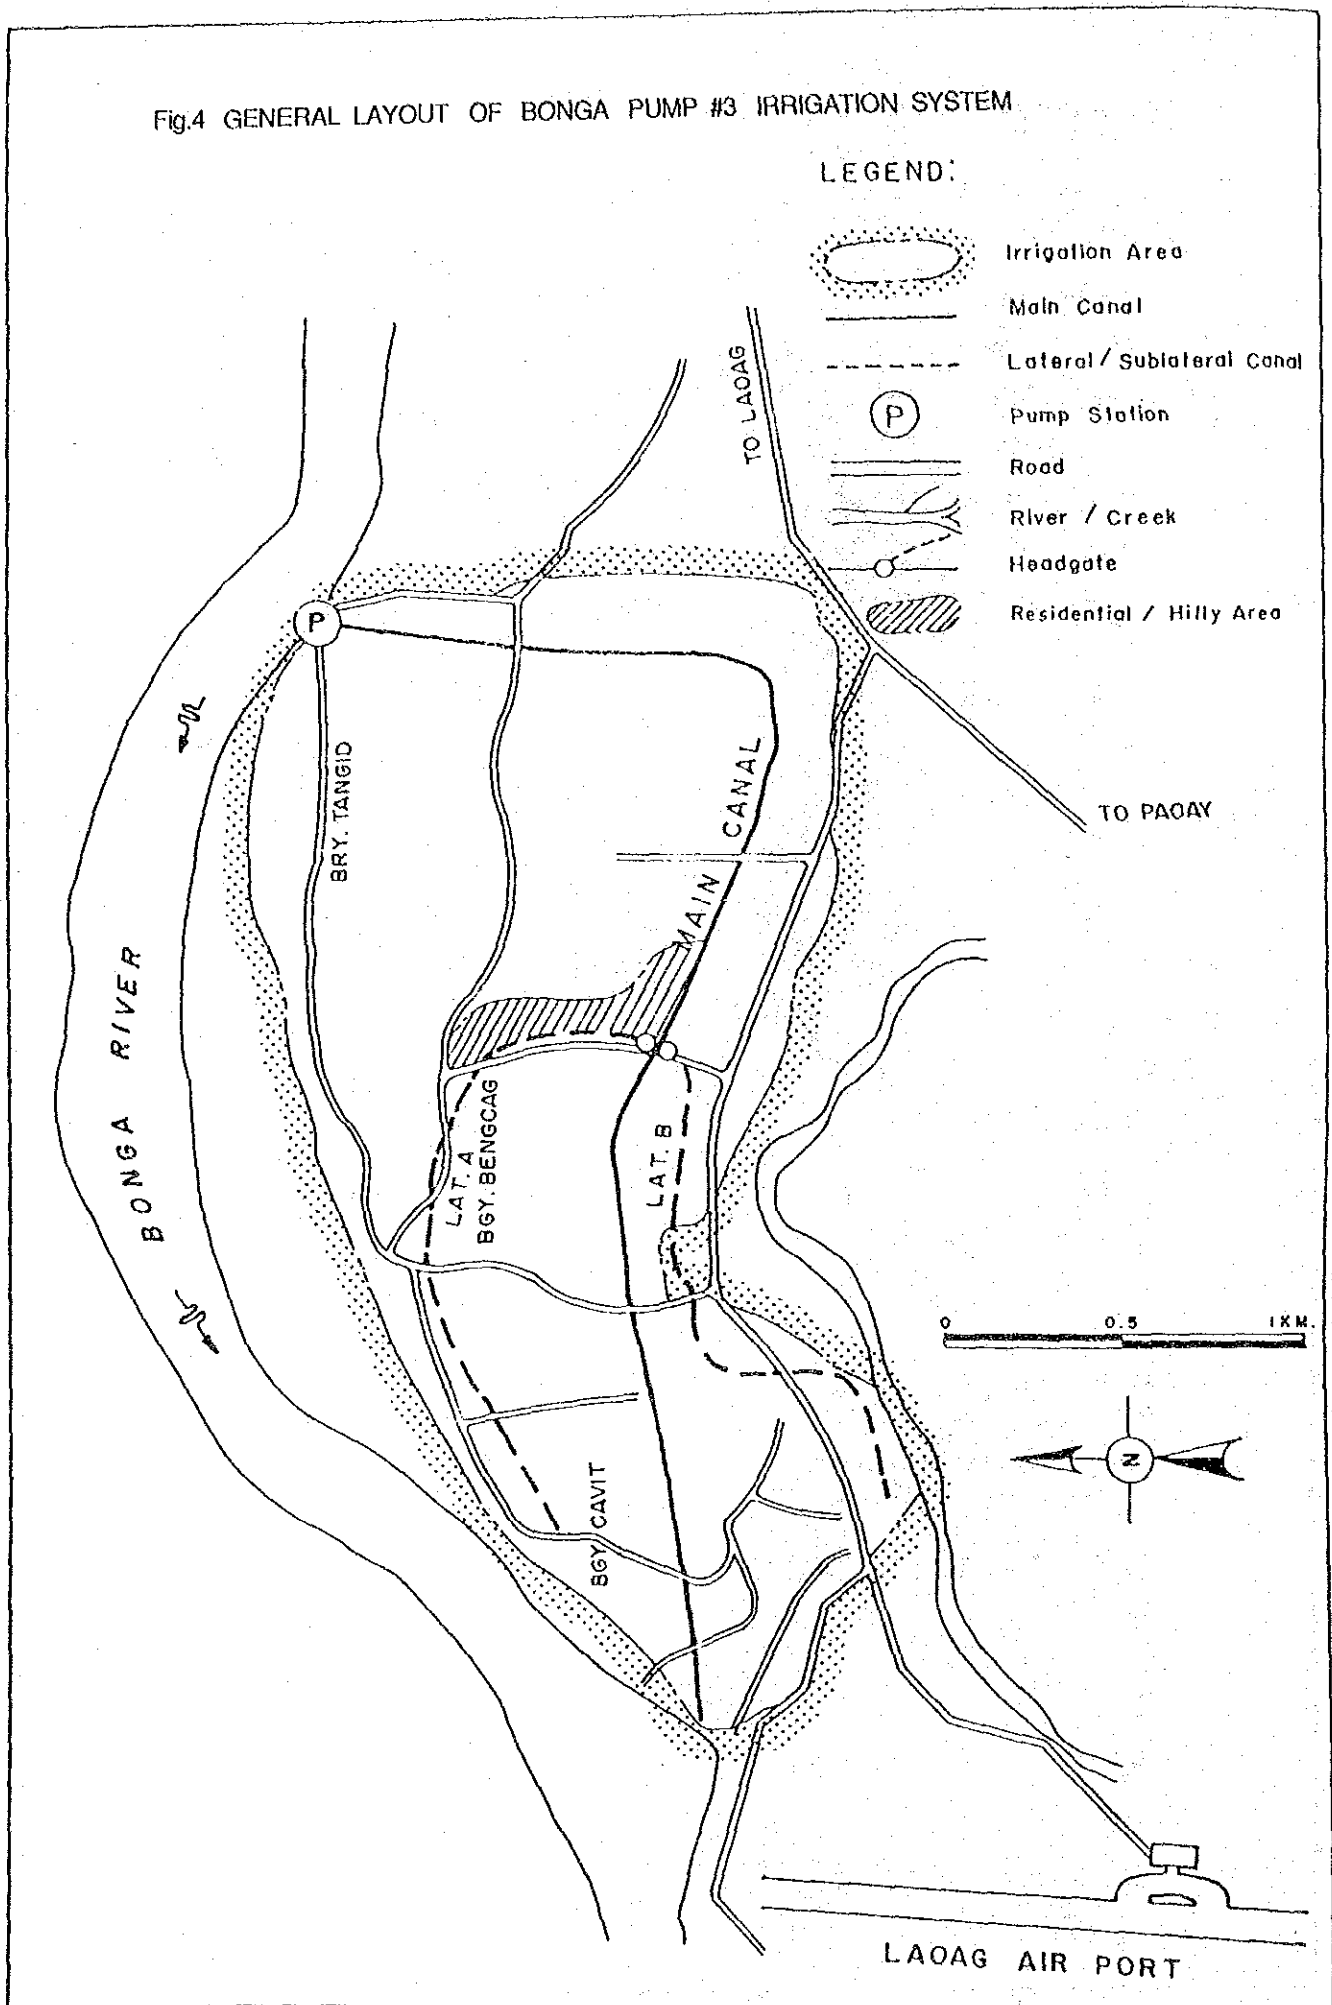 Fig.4 GENERAL LAYOUT OF BONGA PUMP #3 IRRIGATION SYSTEM
LEGEND:
Irrigation Area
Main Canal
Lateral / Sublateral Canal
P
Pump Station
Road
River / Creek
Headgate
Residential / Hilly Area
TO LAOAG
P
BRY. TANGID
MAIN CANAL
TO PAOAY
BONGA RIVER
LAT. A
BGY. BENGCAG
LAT. B
0 0.5 1KM.
N
BGY. CAVIT
LAOAG AIR PORT